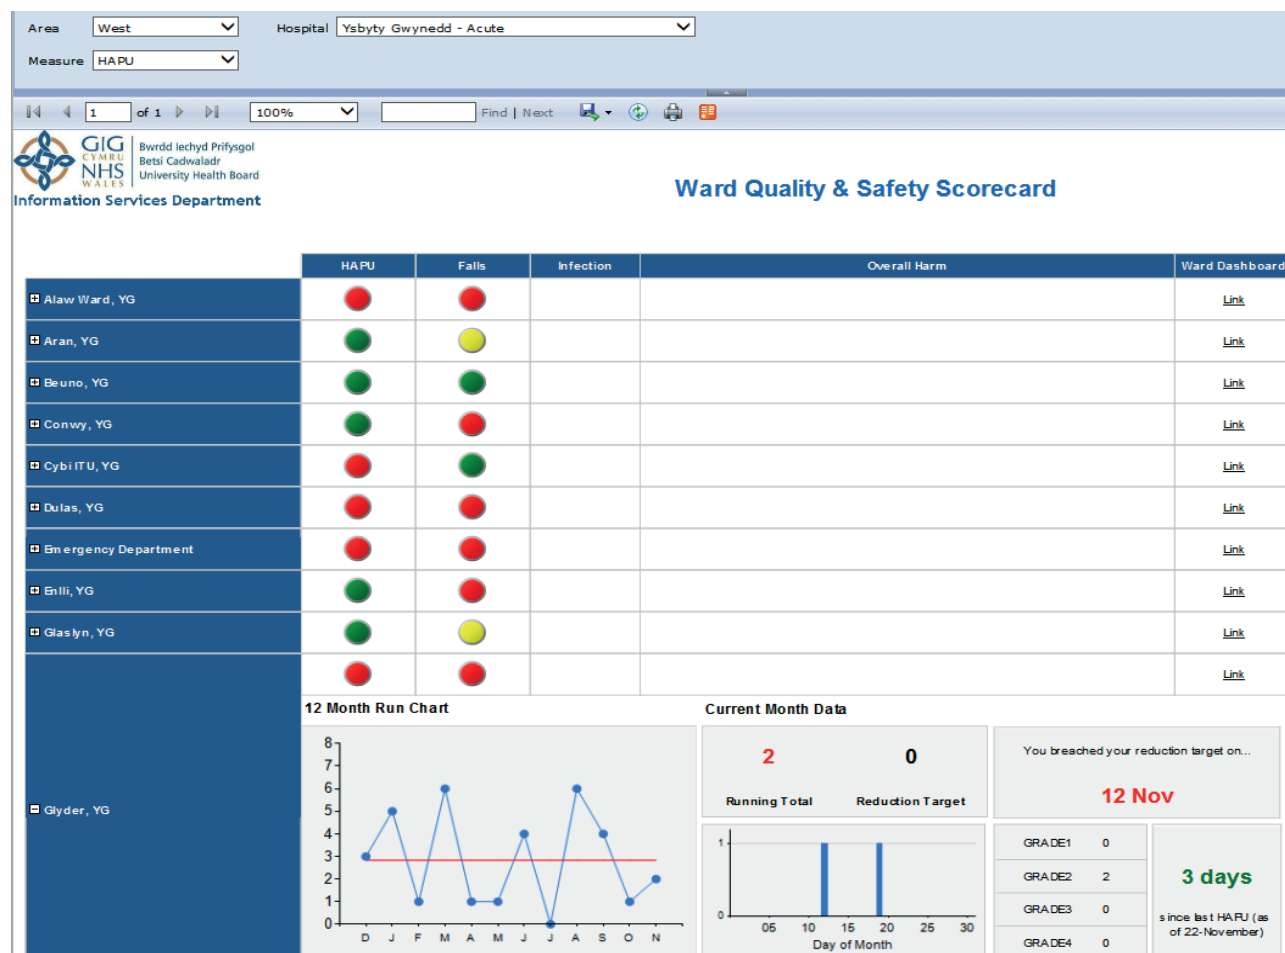 Area West Hospital Ysbyty Gwynedd - Acute
Measure HAPU
1 of 1 100% Find | Next
GIG
CYMRU
NHS
WALES
Bwrdd Iechyd Prifysgol
Betsi Cadwaladr
University Health Board
Information Services Department
Ward Quality & Safety Scorecard
HAPU Falls Infection Overall Harm Ward Dashboard
Alaw Ward, YG Link
Aran, YG Link
Beuno, YG Link
Conwy, YG Link
Cybi ITU, YG Link
Dulas, YG Link
Emergency Department Link
Enlli, YG Link
Glaslyn, YG Link
Link
Glyder, YG
12 Month Run Chart
8
7
6
5
4
3
2
1
0
D J F M A M J J A S O N
Current Month Data
2 0
Running Total Reduction Target
You breached your reduction target on...
12 Nov
1
0
05 10 15 20 25 30
Day of Month
GRADE1 0
GRADE2 2
GRADE3 0
GRADE4 0
3 days
since last HAPU (as
of 22-November)